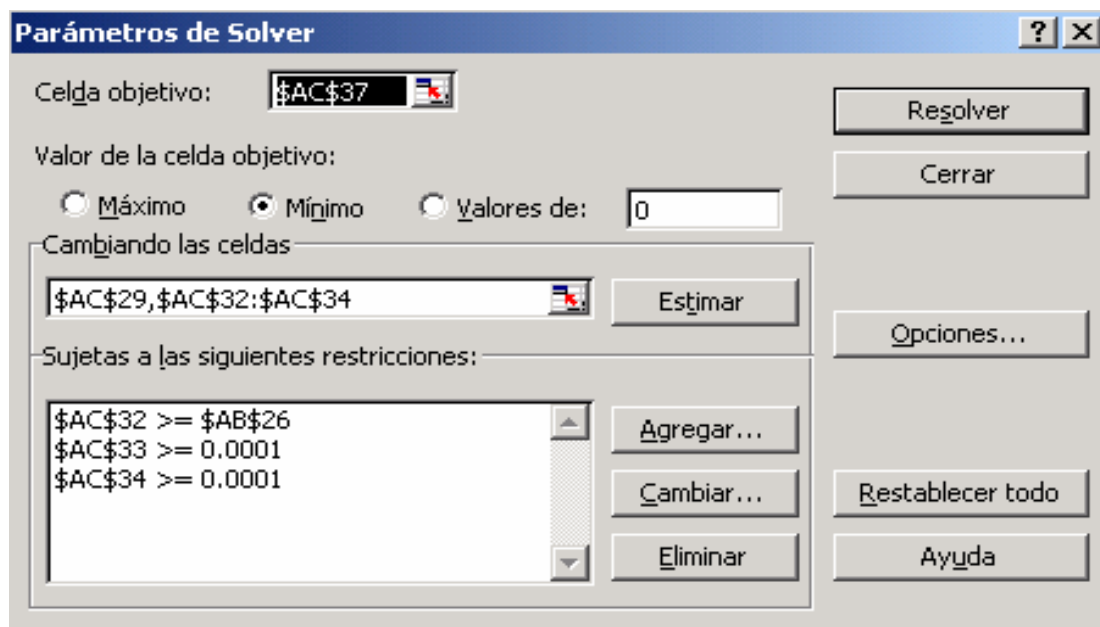 Parámetros de Solver
Celda objetivo: $AC$37
Resolver
Valor de la celda objetivo:
Cerrar
Máximo Mínimo Valores de: 0
Cambiando las celdas
$AC$29,$AC$32:$AC$34 Estimar
Opciones...
Sujetas a las siguientes restricciones:
$AC$32 >= $AB$26
$AC$33 >= 0.0001
$AC$34 >= 0.0001
Agregar...
Cambiar... Restablecer todo
Eliminar Ayuda